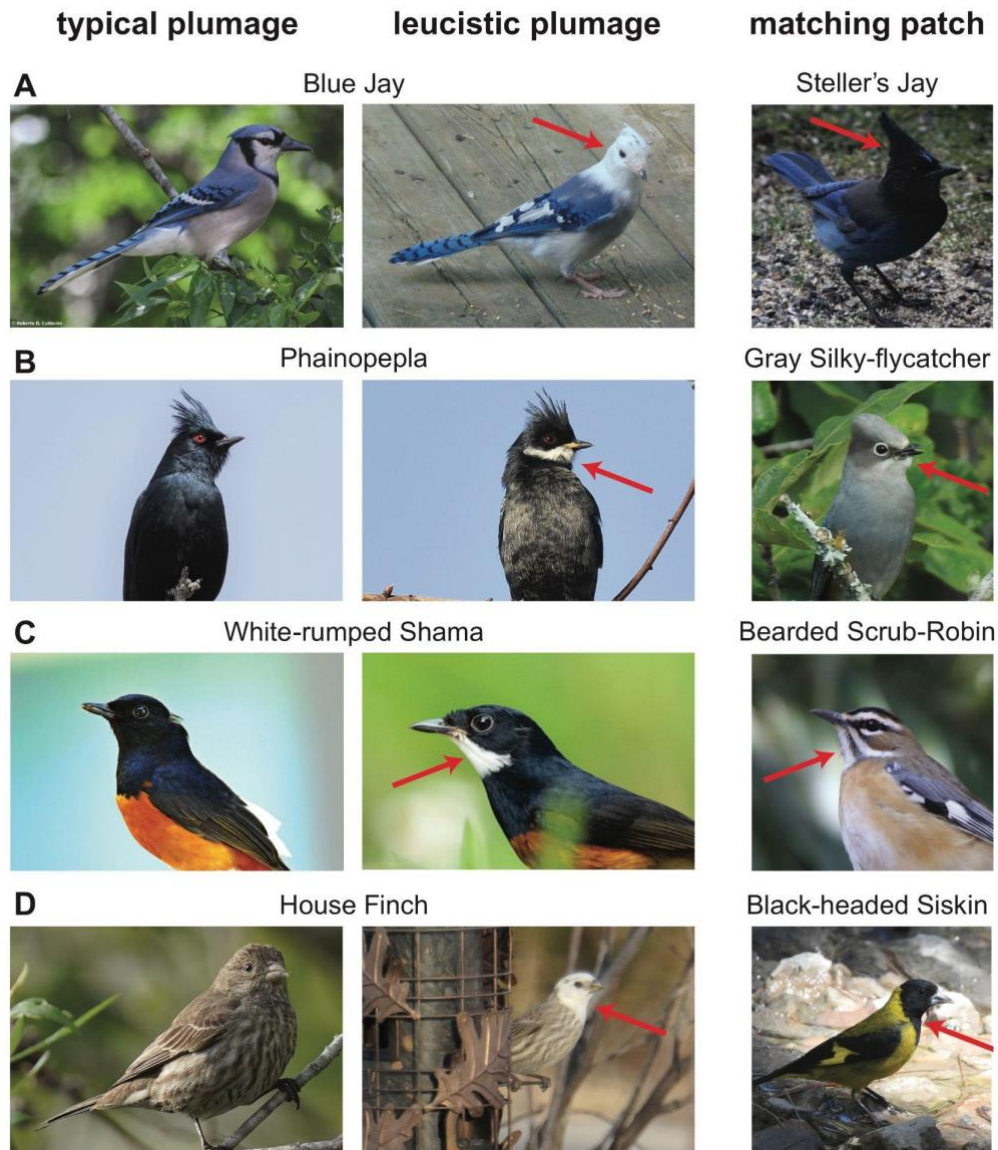 typical plumage leucistic plumage matching patch
A Blue Jay Steller's Jay
B Phainopepla Gray Silky-flycatcher
C White-rumped Shama Bearded Scrub-Robin
D House Finch Black-headed Siskin